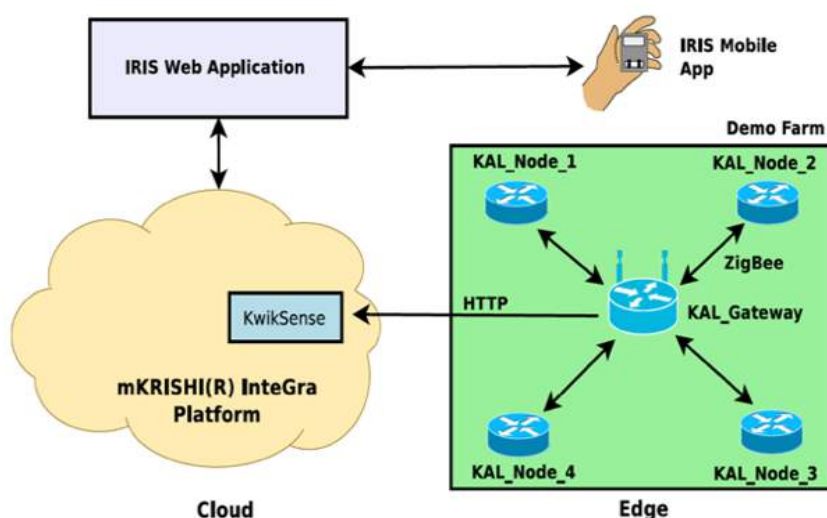 IRIS Web Application
IRIS Mobile
App
Demo Farm
KAL_Node_1
KAL_Node_2
ZigBee
HTTP
KAL_Gateway
KwikSense
mKRISHI(R) InteGra
Platform
KAL_Node_4
KAL_Node_3
Cloud
Edge